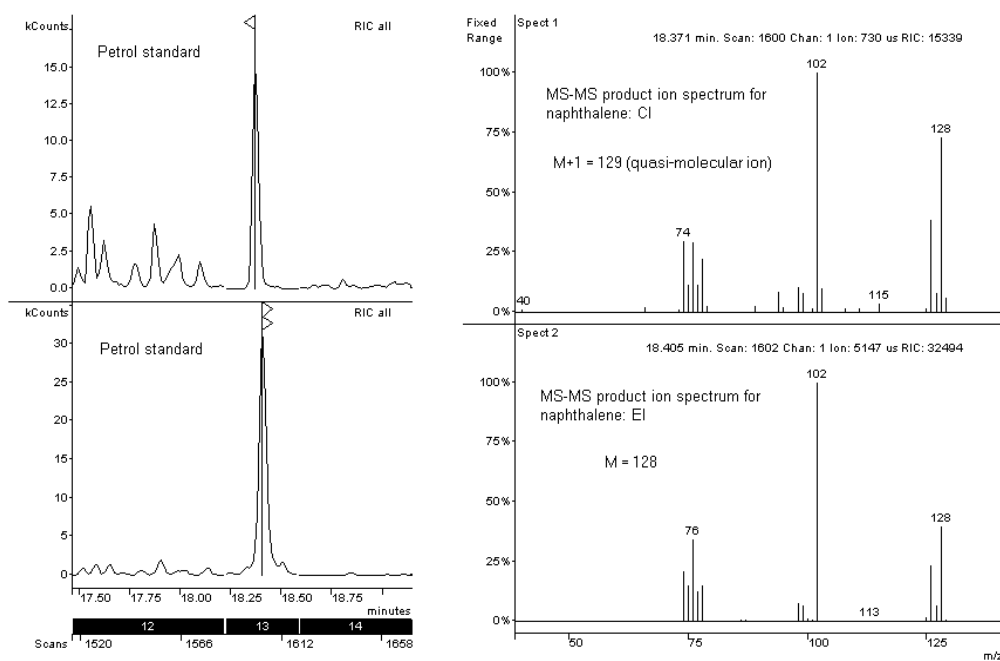 kCounts
RIC all
Petrol standard
15.0
12.5
10.0
7.5
5.0
2.5
0.0
kCounts
RIC all
Petrol standard
30
25
20
15
10
5
0
17.50 17.75 18.00 18.25 18.50 18.75
minutes
12 13 14
Scans 1520 1566 1612 1658
Fixed
Range
Spect 1
18.371 min. Scan: 1600 Chan: 1 Ion: 730 us RIC: 15339
100%
75%
50%
25%
0%
102
MS-MS product ion spectrum for
naphthalene: CI
128
M+1 = 129 (quasi-molecular ion)
74
115
40
Spect 2
18.405 min. Scan: 1602 Chan: 1 Ion: 5147 us RIC: 32494
100%
75%
50%
25%
0%
102
MS-MS product ion spectrum for
naphthalene: EI
M = 128
128
76
113
50 75 100 125
m/z